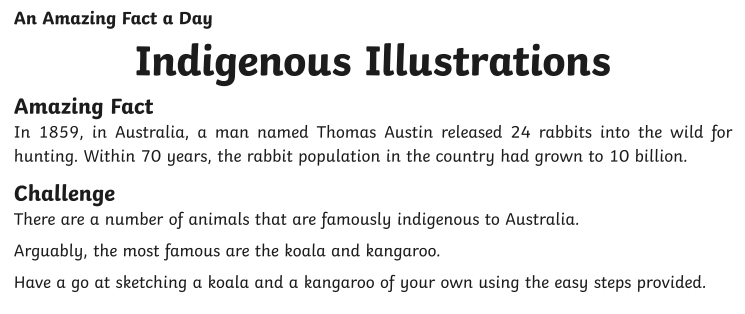 An Amazing Fact a Day
Indigenous Illustrations
Amazing Fact
In 1859, in Australia, a man named Thomas Austin released 24 rabbits into the wild for
hunting. Within 70 years, the rabbit population in the country had grown to 10 billion.
Challenge
There are a number of animals that are famously indigenous to Australia.
Arguably, the most famous are the koala and kangaroo.
Have a go at sketching a koala and a kangaroo of your own using the easy steps provided.